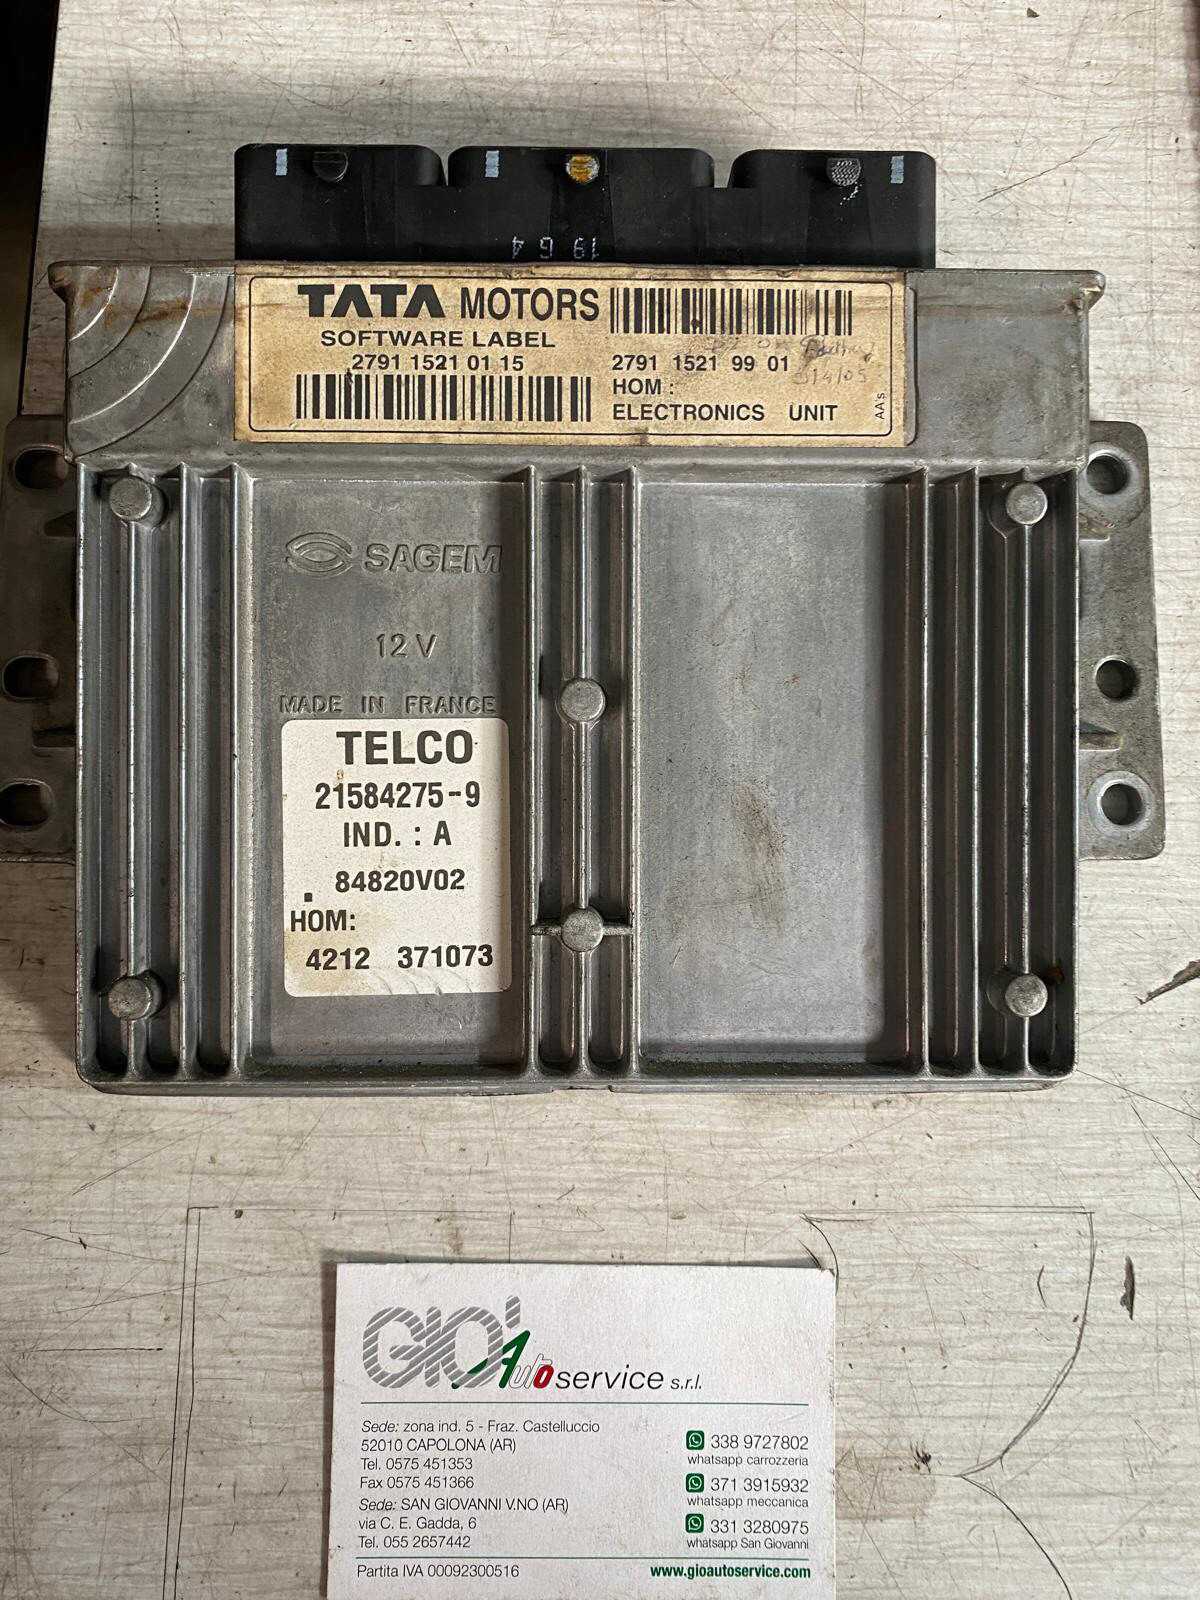 19 G 4
TATA MOTORS
SOFTWARE LABEL
2791 1521 01 15
2791 1521 99 01
HOM :
ELECTRONICS UNIT
AA's
SAGEM
12 V
MADE IN FRANCE
TELCO
21584275-9
IND. : A
84820V02
HOM:
4212 371073
GIO' Auto service s.r.l.
Sede: zona ind. 5 - Fraz. Castelluccio
52010 CAPOLONA (AR)
Tel. 0575 451353
Fax 0575 451366
Sede: SAN GIOVANNI V.NO (AR)
via C. E. Gadda, 6
Tel. 055 2657442
338 9727802
whatsapp carrozzeria
371 3915932
whatsapp meccanica
331 3280975
whatsapp San Giovanni
Partita IVA 00092300516
www.gioautoservice.com